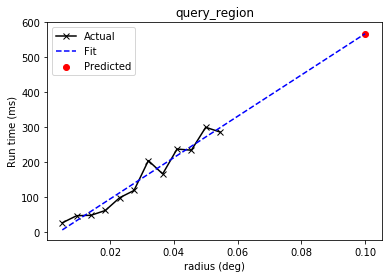 query_region
Actual
Fit
Predicted
600
500
400
300
200
100
0
Run time (ms)
0.02 0.04 0.06 0.08 0.10
radius (deg)